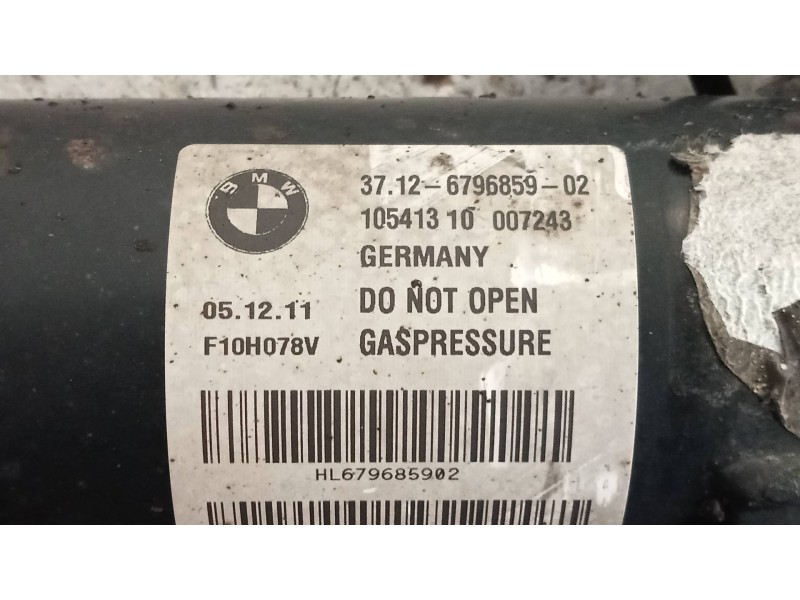 BMW
37.12-6796859-02
105413 10 007243
GERMANY
05.12.11 DO NOT OPEN
F10H078V GASPRESSURE
HL679685902